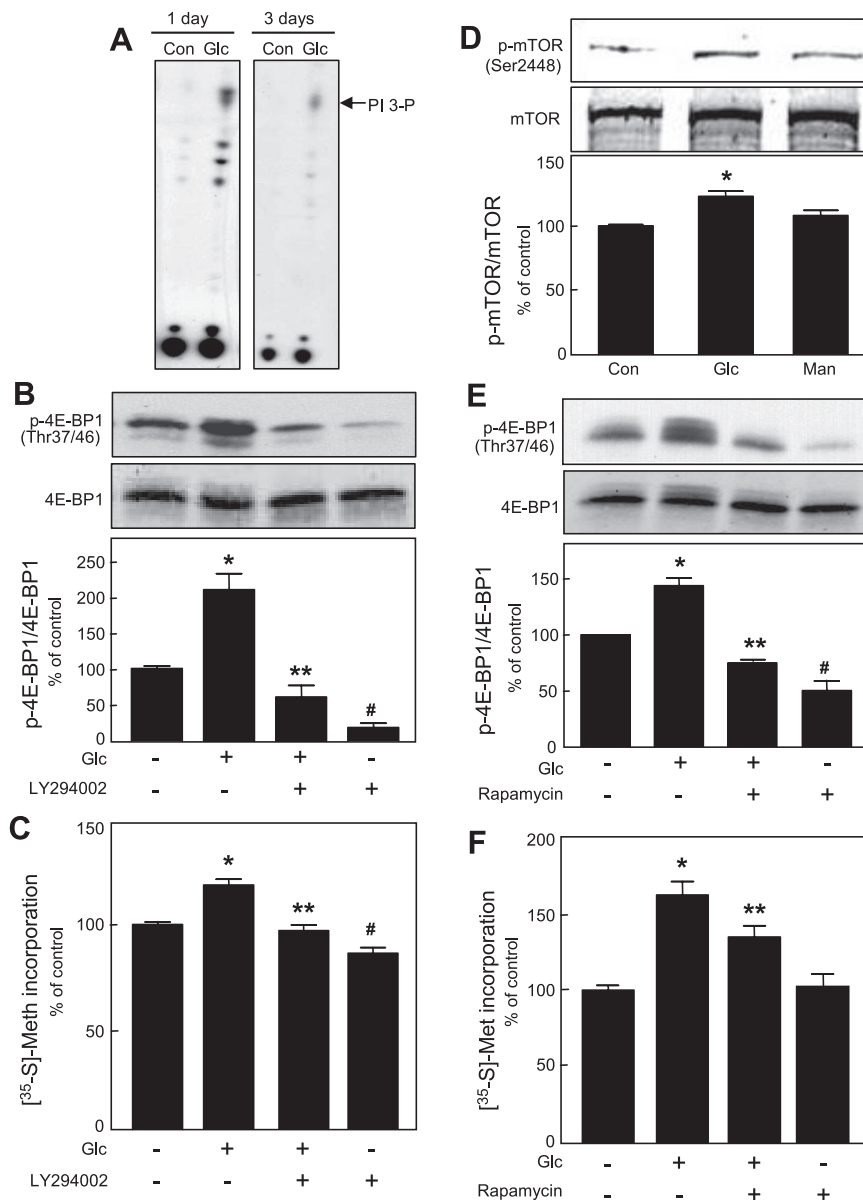 A
1 day 3 days
Con Glc Con Glc
PI 3-P
B
p-4E-BP1
(Thr37/46)
4E-BP1
p-4E-BP1/4E-BP1
% of control
250
200
150
100
50
0
*
**
#
Glc - + + -
LY294002 - - + +
C
[³⁵-S]-Meth incorporation
% of control
150
100
50
0
*
**
#
Glc - + + -
LY294002 - - + +
D
p-mTOR
(Ser2448)
mTOR
p-mTOR/mTOR
% of control
150
100
50
0
*
Con Glc Man
E
p-4E-BP1
(Thr37/46)
4E-BP1
p-4E-BP1/4E-BP1
% of control
150
100
50
0
*
**
#
Glc - + + -
Rapamycin - - + +
F
[³⁵-S]-Met incorporation
% of control
200
150
100
50
0
*
**
Glc - + + -
Rapamycin - - + +